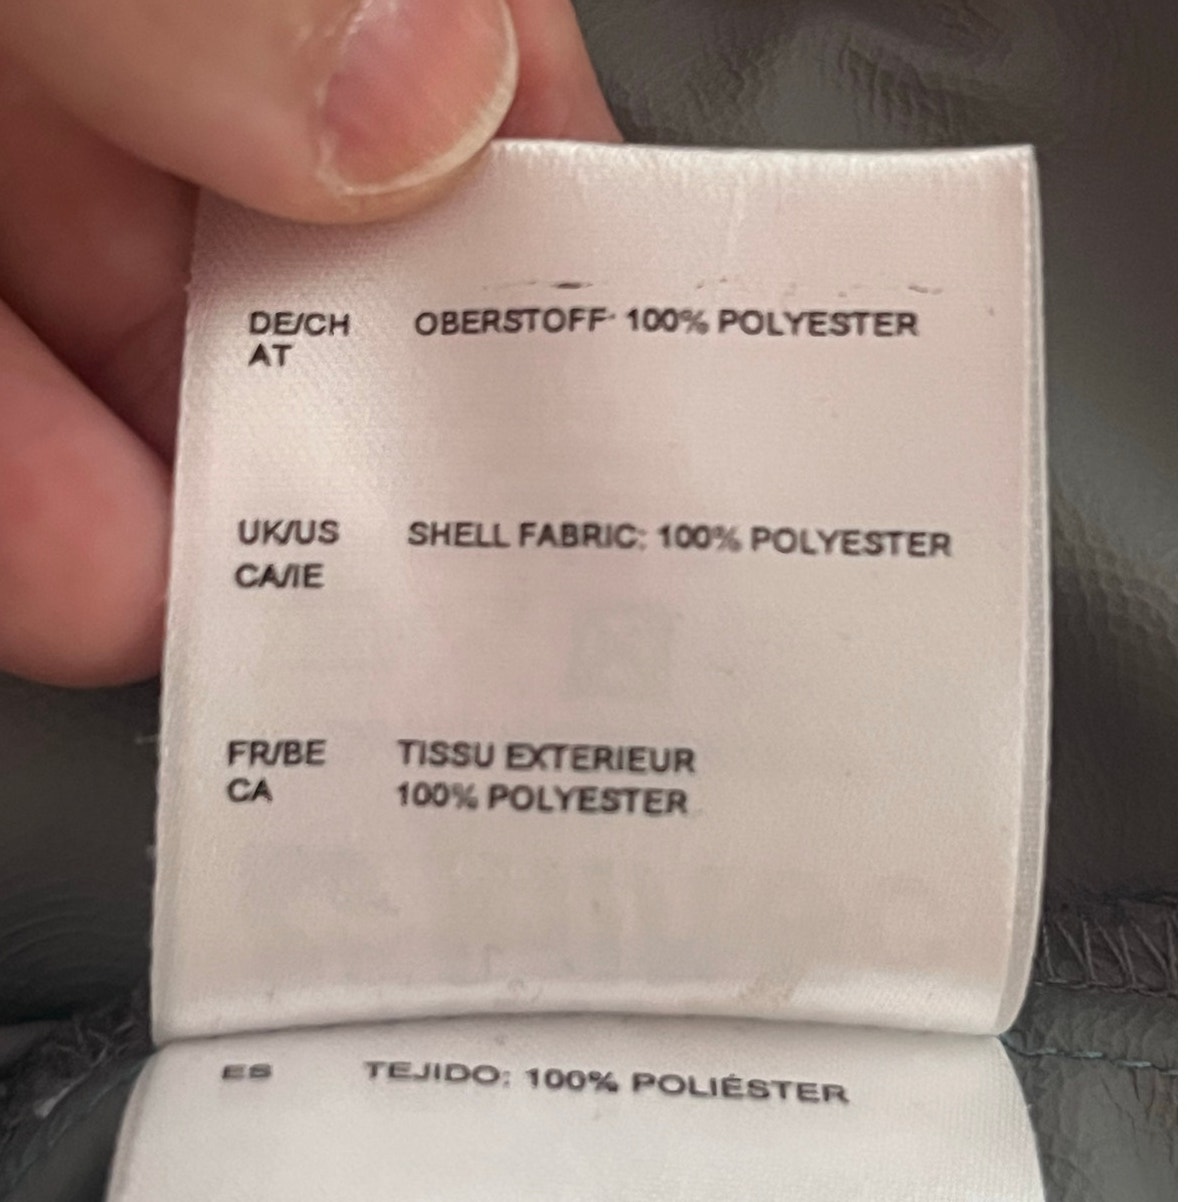 DE/CH OBERSTOFF: 100% POLYESTER
AT
UK/US SHELL FABRIC: 100% POLYESTER
CA/IE
FR/BE TISSU EXTERIEUR
CA 100% POLYESTER
ES TEJIDO: 100% POLIÉSTER